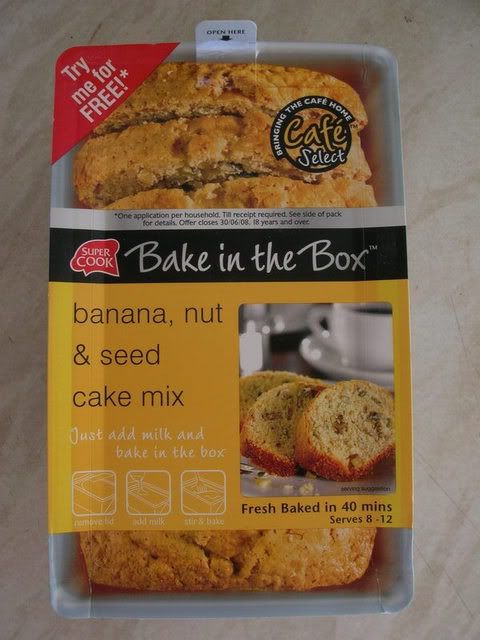 OPEN HERE
Try
me for
FREE!*
BRINGING THE CAFÉ HOME™
Café
Select
*One application per household. Till receipt required. See side of pack
for details. Offer closes 30/06/08. 18 years and over.
SUPER
COOK
Bake in the Box™
banana, nut
& seed
cake mix
Just add milk and
bake in the box
remove lid
add milk
stir & bake
serving suggestion
Fresh Baked in 40 mins
Serves 8 -12